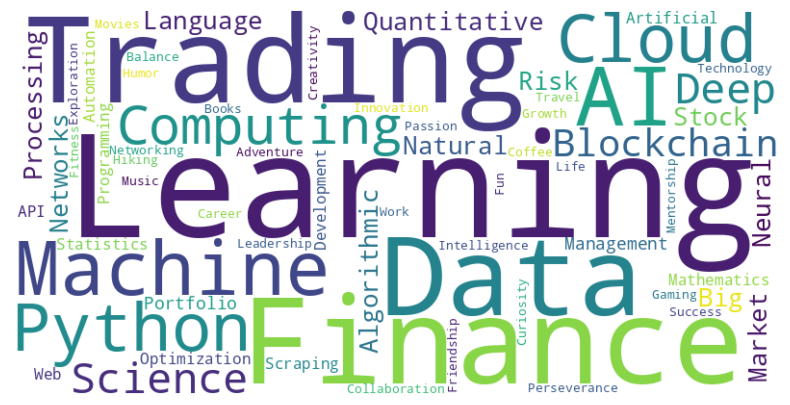 Movies
Language
Quantitative
Artificial
Trading
Cloud
Creativity
Balance
Humor
Exploration
Automation
Processing
Technology
AI
Risk
Deep
Travel
Books
Innovation
Growth
Stock
Computing
Passion
Networks
Fitness
Programming
Networking
Hiking
Natural
Blockchain
Coffee
Adventure
Learning
Music
Life
Fun
Mentorship
Neural
API
Career
Development
Work
Algorithmic
Statistics
Leadership
Intelligence
Management
Machine
Data
Mathematics
Portfolio
Gaming
Big
Success
Market
Python
Finance
Curiosity
Friendship
Optimization
Scraping
Web
Science
Collaboration
Perseverance